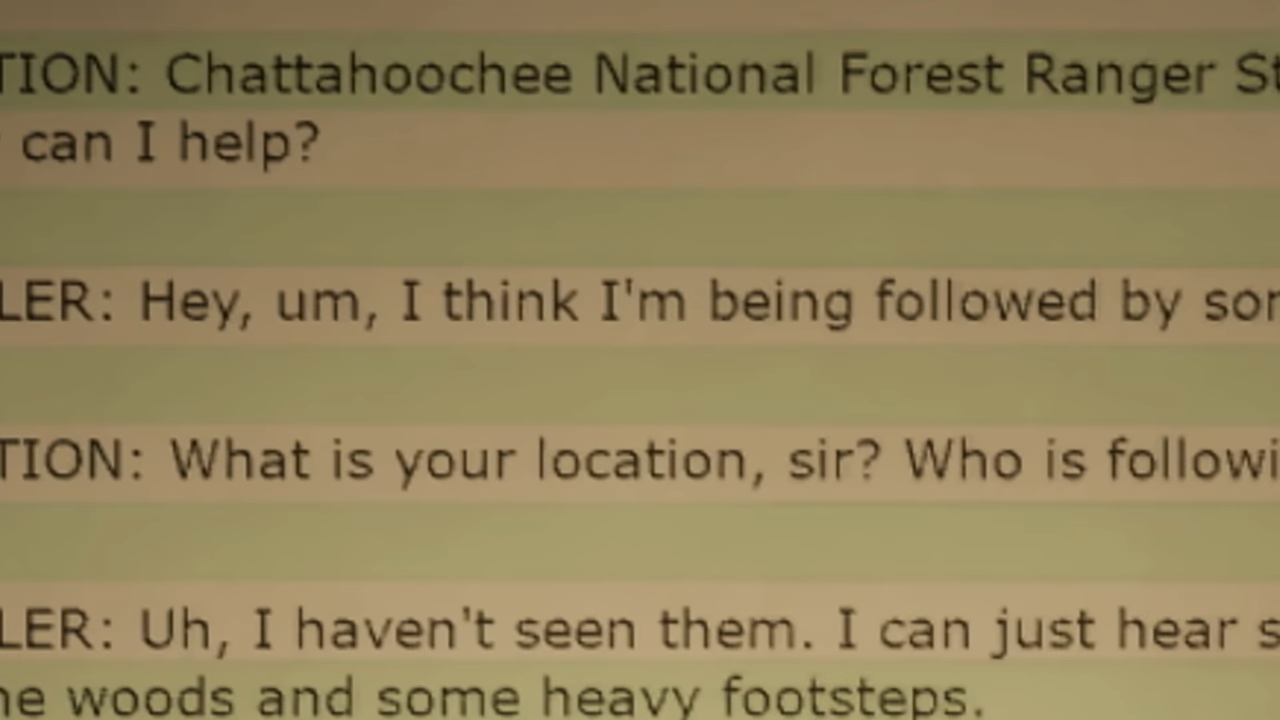 TION: Chattahoochee National Forest Ranger St
can I help?
LER: Hey, um, I think I'm being followed by som
TION: What is your location, sir? Who is followi
LER: Uh, I haven't seen them. I can just hear s
he woods and some heavy footsteps.